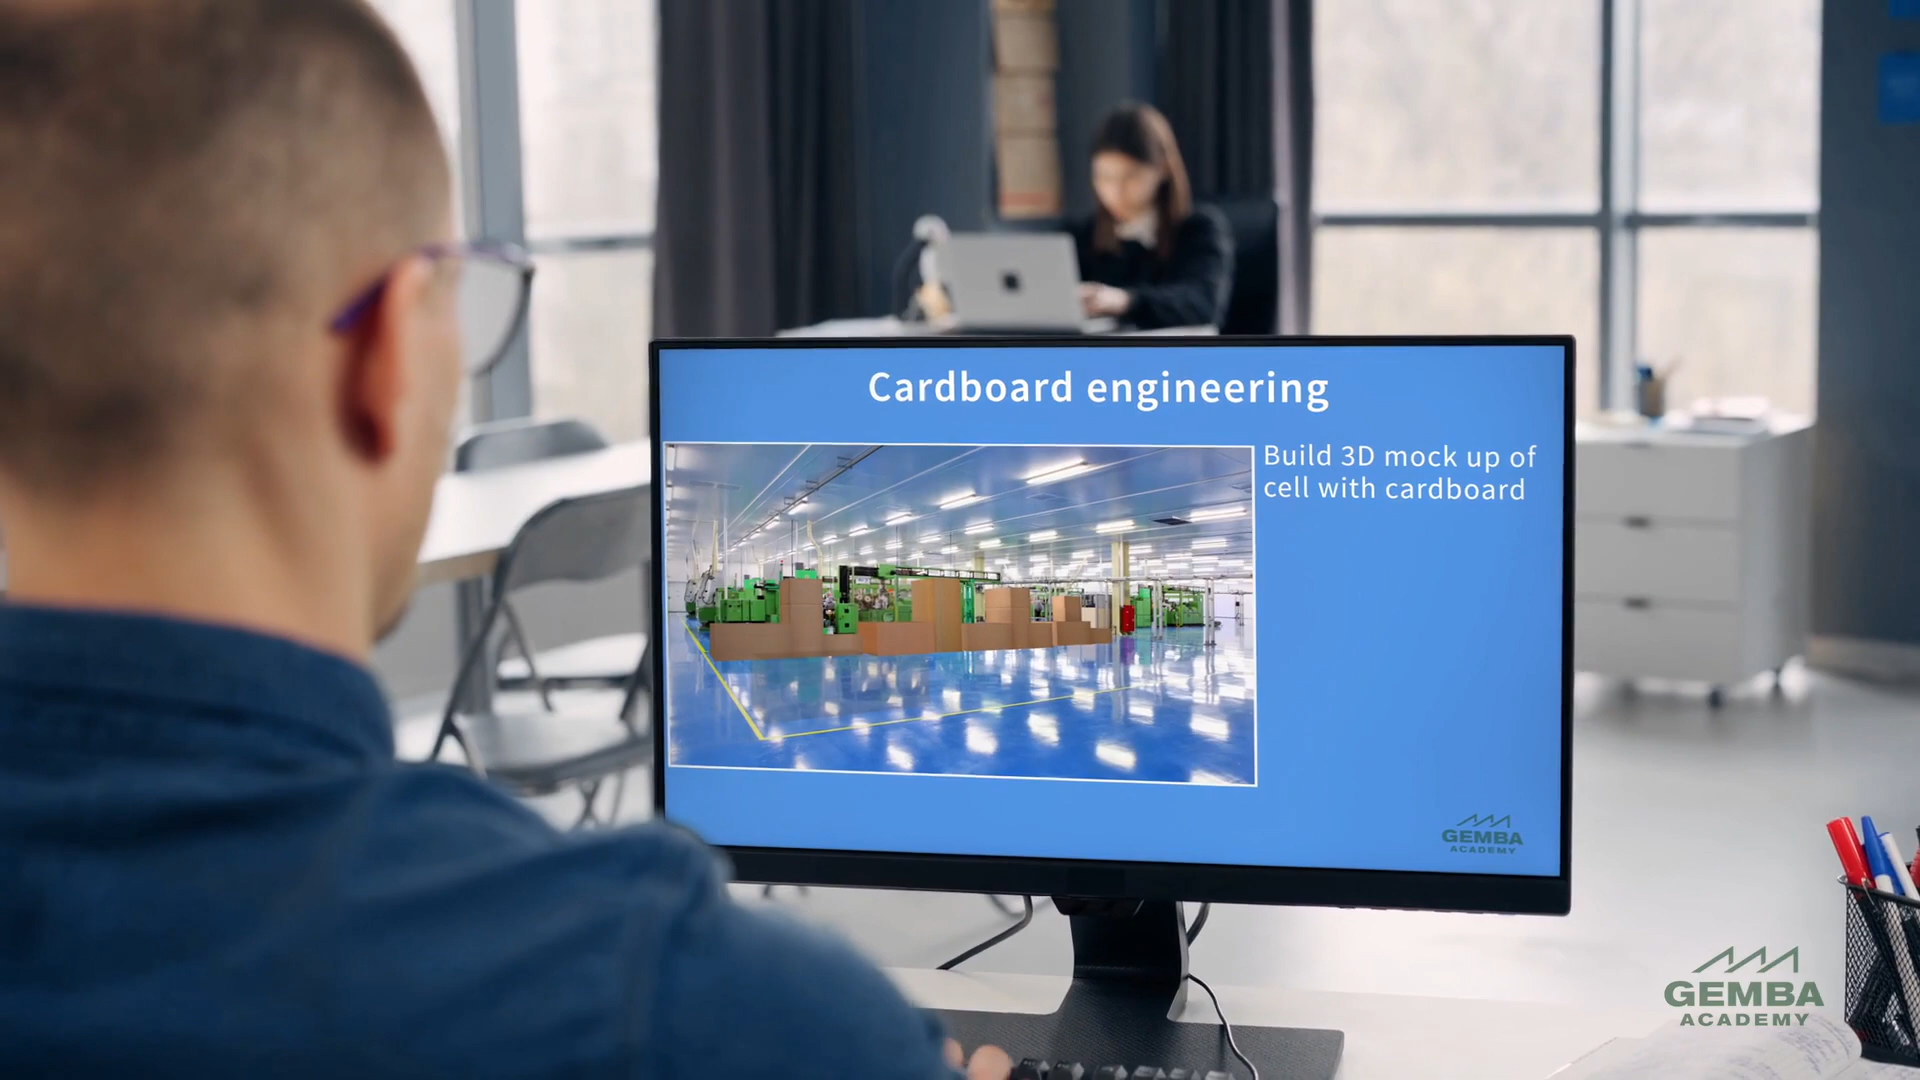 Cardboard engineering
Build 3D mock up of
cell with cardboard
GEMBA
ACADEMY
GEMBA
ACADEMY